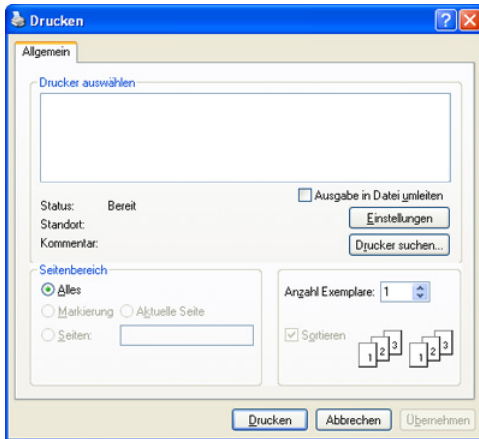 Drucken
Allgemein
Drucker auswählen
Ausgabe in Datei umleiten
Status: Bereit
Standort:
Kommentar:
Einstellungen
Drucker suchen...
Seitenbereich
Alles
Markierung Aktuelle Seite
Seiten:
Anzahl Exemplare: 1
Sortieren
1 2 3 1 2 3
Drucken Abbrechen Übernehmen